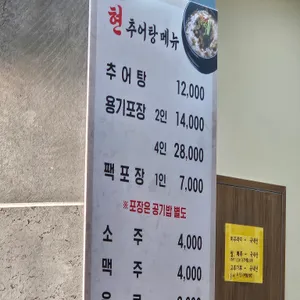 현 추어탕 메뉴
추어탕 12,000
용기포장 2인 14,000
4인 28,000
팩포장 1인 7.000
※포장은 공기밥 별도
소주 4,000
맥주 4,000